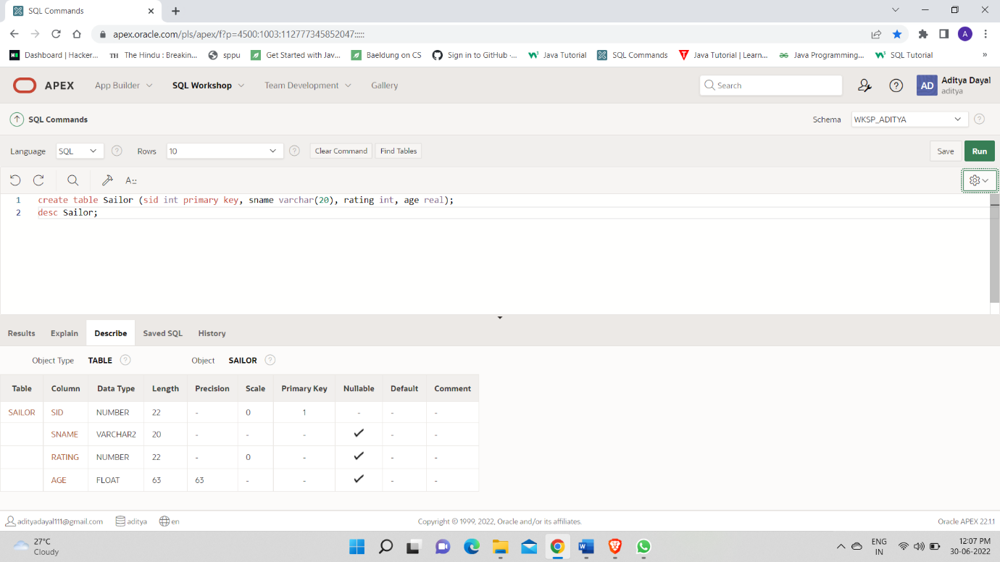 SQL Commands
apex.oracle.com/pls/apex/f?p=4500:1003:112777345852047:::::
A
Dashboard | Hacker... TH The Hindu : Breakin... sppu Get Started with Jav... Baeldung on CS Sign in to GitHub ·... Java Tutorial SQL Commands Java Tutorial | Learn... Java Programming... SQL Tutorial »
APEX App Builder SQL Workshop Team Development Gallery Search AD Aditya Dayal
aditya
SQL Commands Schema WKSP_ADITYA
Language SQL Rows 10 Clear Command Find Tables Save Run
A::
1 create table Sailor (sid int primary key, sname varchar(20), rating int, age real);
2 desc Sailor;
Results Explain Describe Saved SQL History
Object Type TABLE Object SAILOR
Table Column Data Type Length Precision Scale Primary Key Nullable Default Comment
SAILOR SID NUMBER 22 - 0 1 - - -
SNAME VARCHAR2 20 - - - ✓ - -
RATING NUMBER 22 - 0 - ✓ - -
AGE FLOAT 63 63 - - ✓ - -
adityadayal111@gmail.com aditya en Copyright © 1999, 2022, Oracle and/or its affiliates. Oracle APEX 22.1.1
27°C
Cloudy
ENG
IN
12:07 PM
30-06-2022